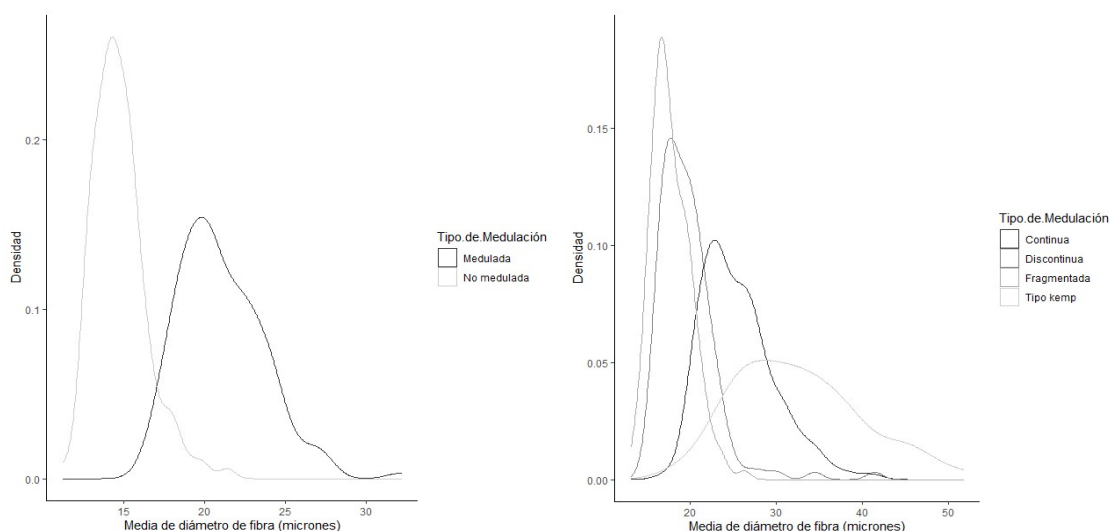 0.2
0.1
0.0
Densidad
15
20
25
30
Media de diámetro de fibra (micrones)
Tipo.de.Medulación
Medulada
No medulada
0.15
0.10
0.05
0.00
Densidad
20
30
40
50
Media de diámetro de fibra (micrones)
Tipo.de.Medulación
Continua
Discontinua
Fragmentada
Tipo kemp